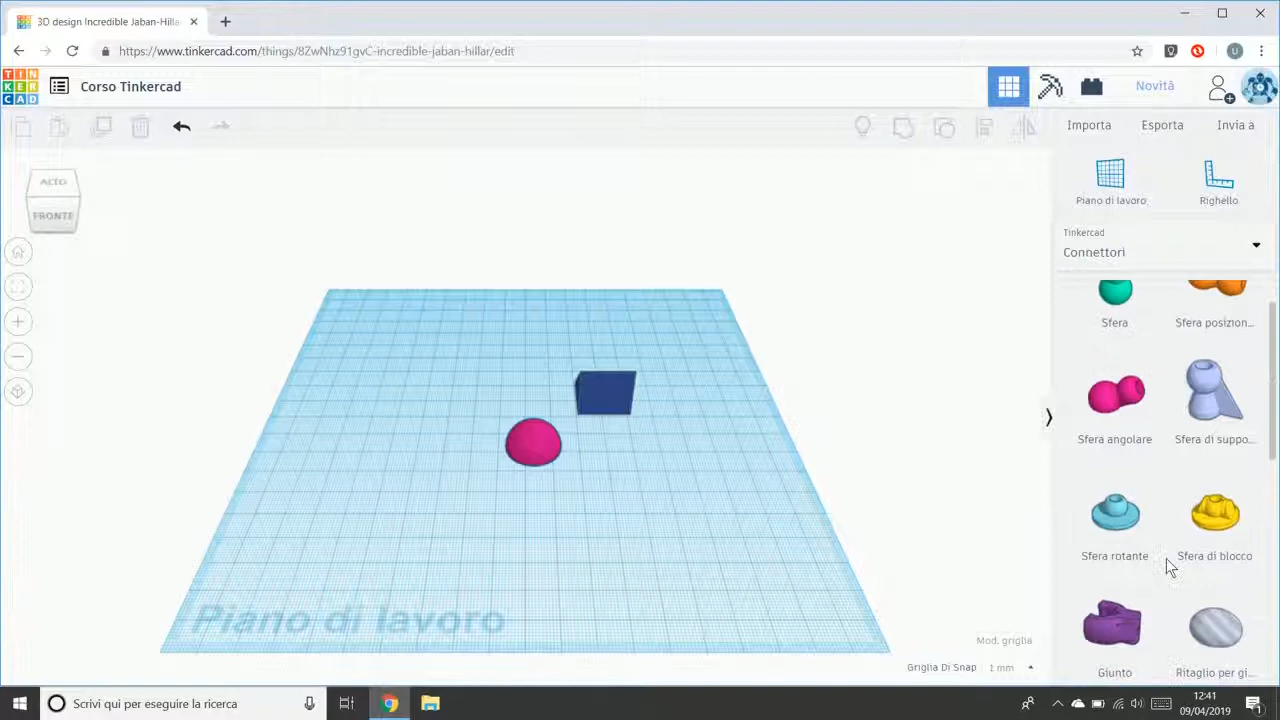 3D design Incredible Jaban-Hilla
https://www.tinkercad.com/things/8ZwNhz91gvC-incredible-jaban-hillar/edit
U
TIN
KER
CAD
Corso Tinkercad
Novità
Importa
Esporta
Invia a
ALTO
FRONTE
Piano di lavoro
Righello
Tinkercad
Connettori
Sfera
Sfera posizion...
Sfera angolare
Sfera di suppo...
Sfera rotante
Sfera di blocco
Giunto
Ritaglio per gi...
Piano di lavoro
Mod. griglia
Griglia Di Snap
1 mm
Scrivi qui per eseguire la ricerca
12:41
09/04/2019
1